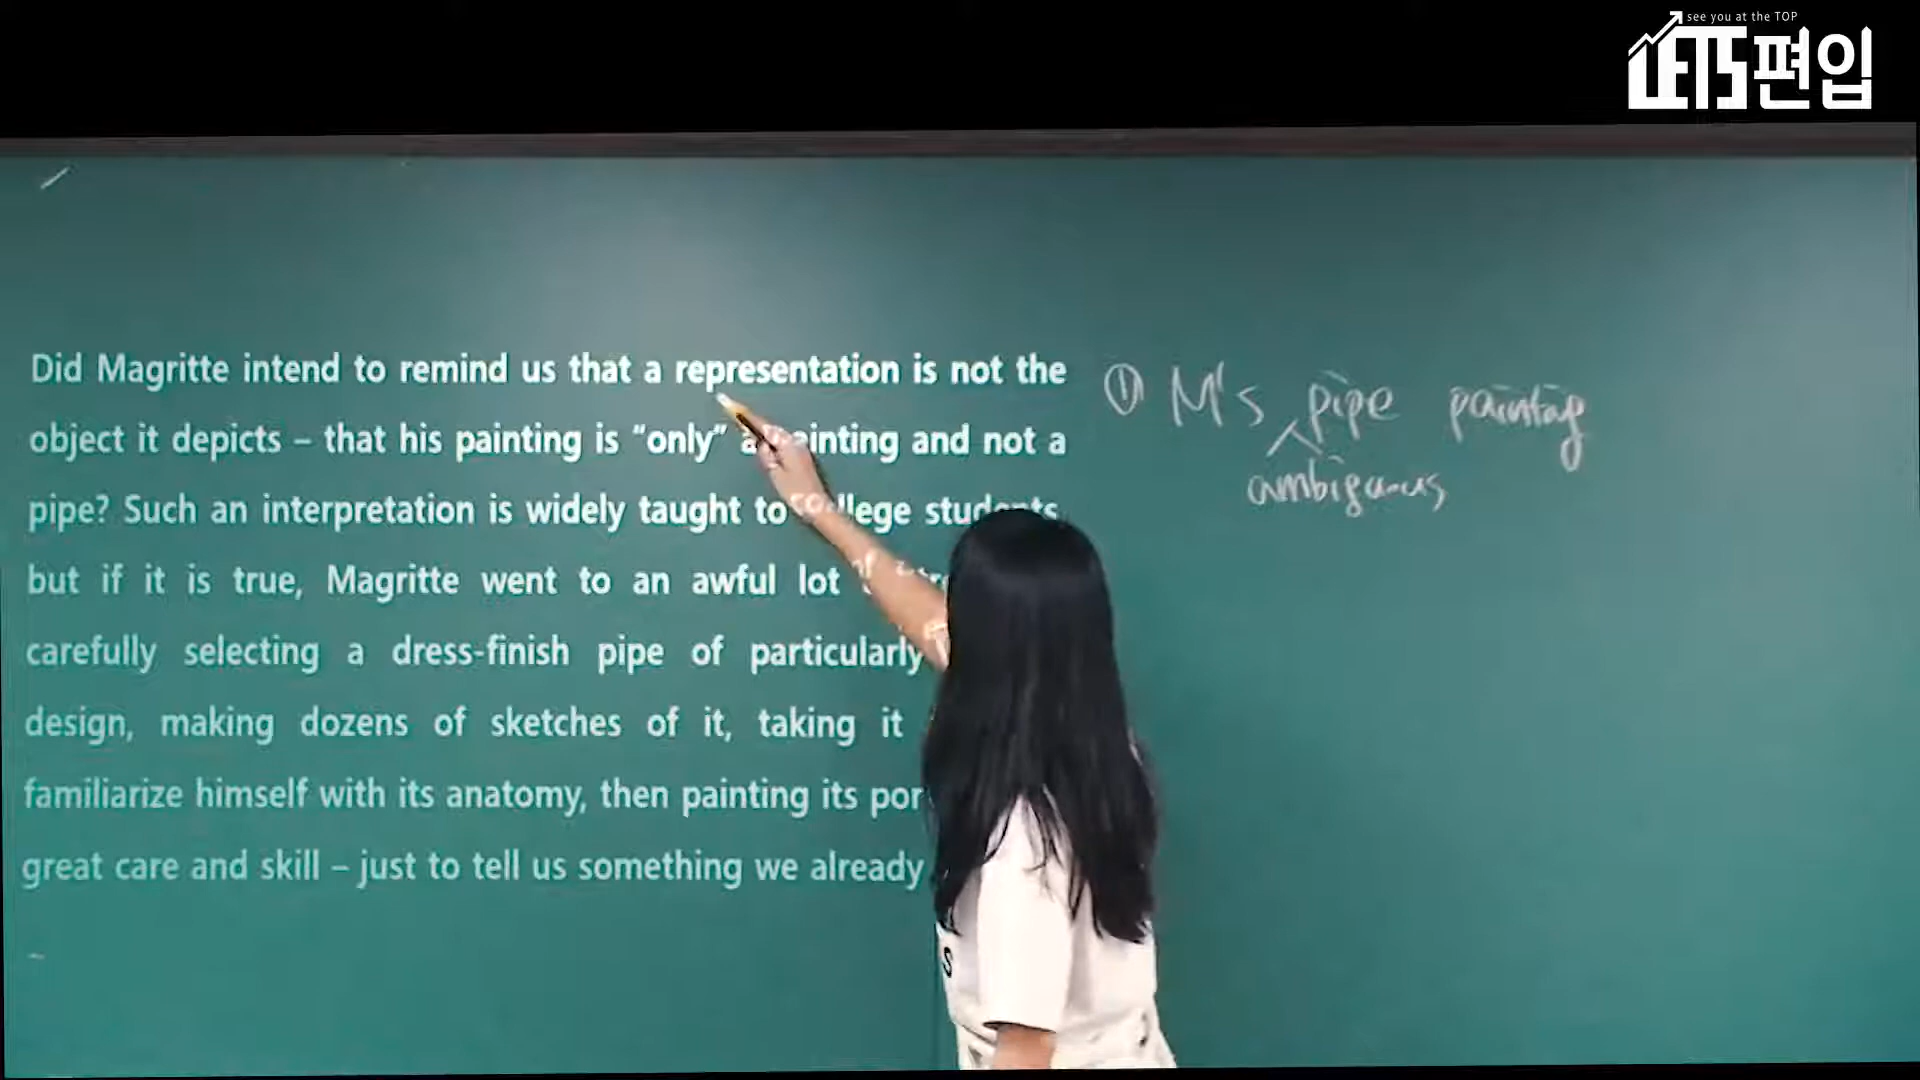 see you at the TOP
LETS편입
Did Magritte intend to remind us that a representation is not the
object it depicts – that his painting is “only” a painting and not a
pipe? Such an interpretation is widely taught to college students,
but if it is true, Magritte went to an awful lot
carefully selecting a dress-finish pipe of particularly
design, making dozens of sketches of it, taking it
familiarize himself with its anatomy, then painting its por
great care and skill – just to tell us something we already
① M's pipe painting
ambiguous
S